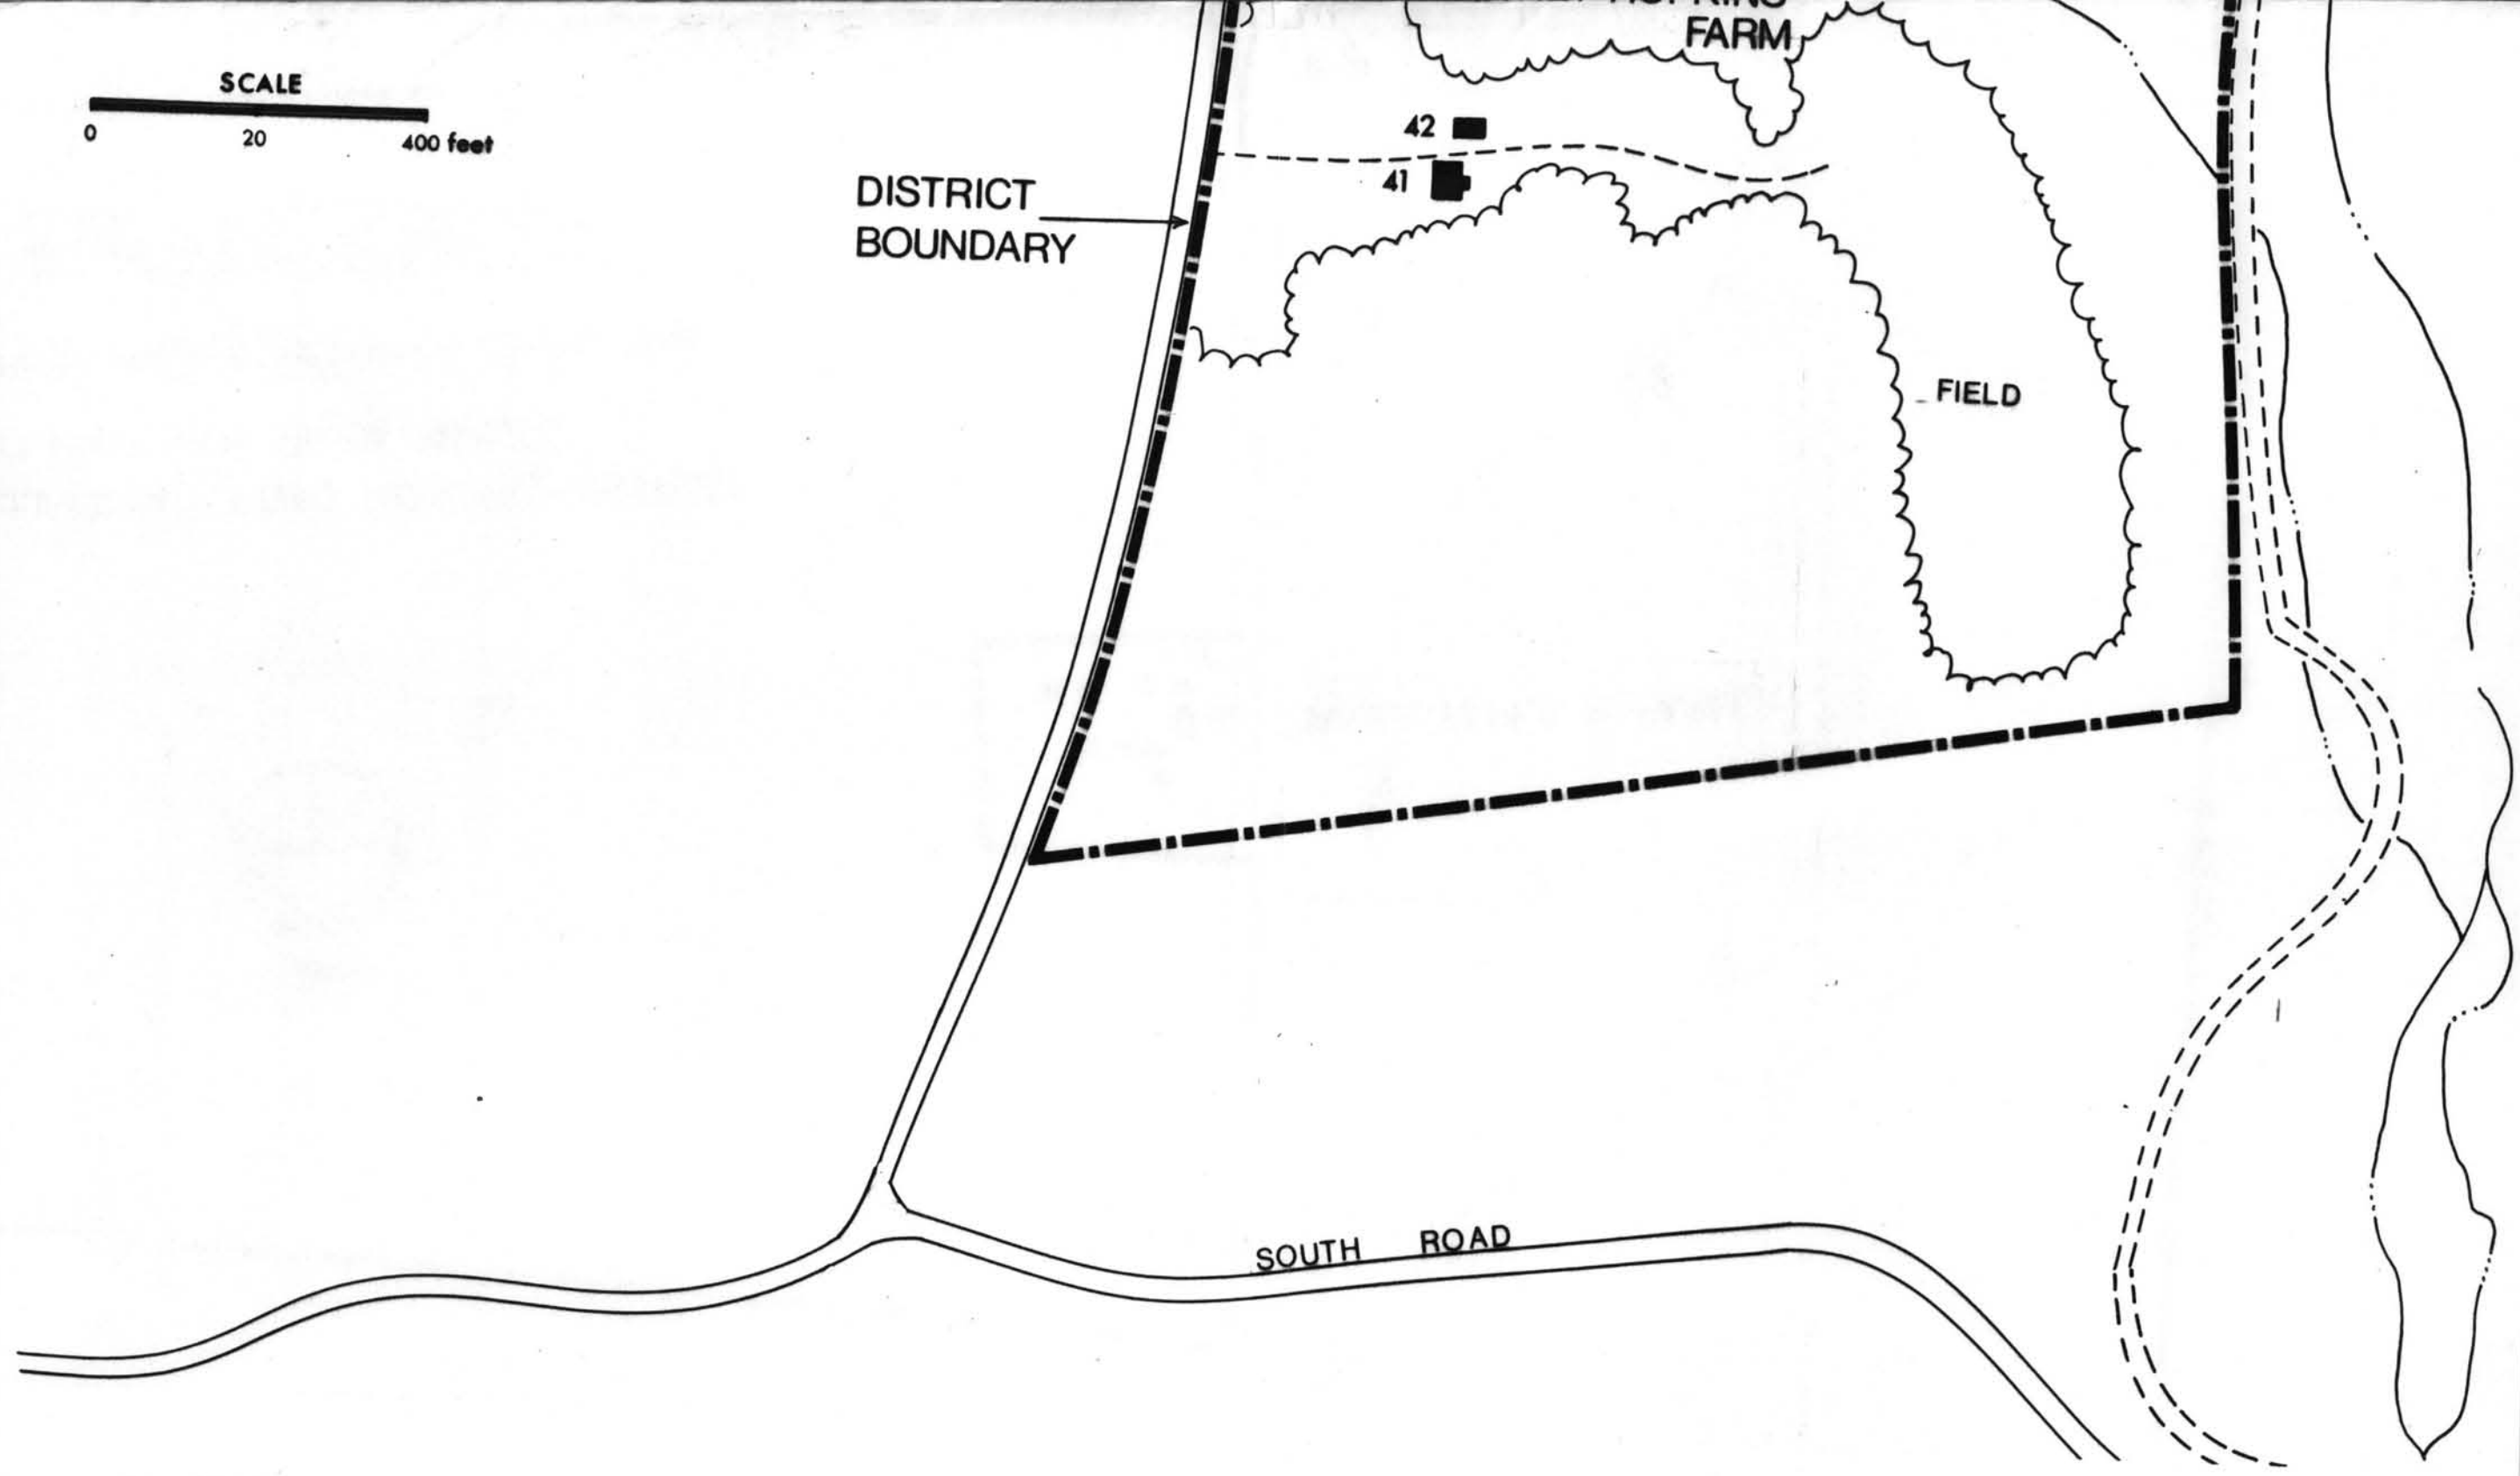 FARM
SCALE
0 20 400 feet
42
41
DISTRICT
BOUNDARY
FIELD
SOUTH ROAD